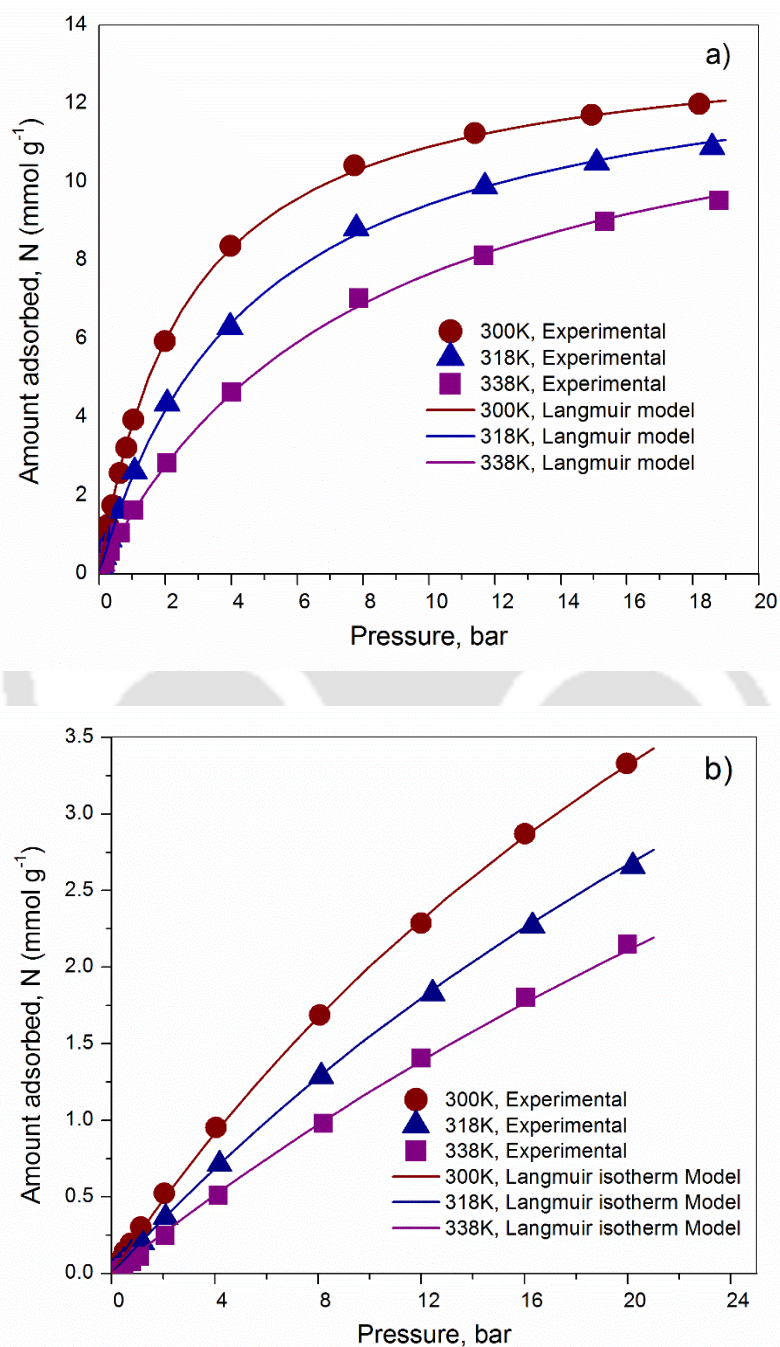 a)
Amount adsorbed, N (mmol g⁻¹)
14
12
10
8
6
4
2
0
300K, Experimental
318K, Experimental
338K, Experimental
300K, Langmuir model
318K, Langmuir model
338K, Langmuir model
0 2 4 6 8 10 12 14 16 18 20
Pressure, bar
b)
Amount adsorbed, N (mmol g⁻¹)
3.5
3.0
2.5
2.0
1.5
1.0
0.5
0.0
300K, Experimental
318K, Experimental
338K, Experimental
300K, Langmuir isotherm Model
318K, Langmuir isotherm Model
338K, Langmuir isotherm Model
0 4 8 12 16 20 24
Pressure, bar